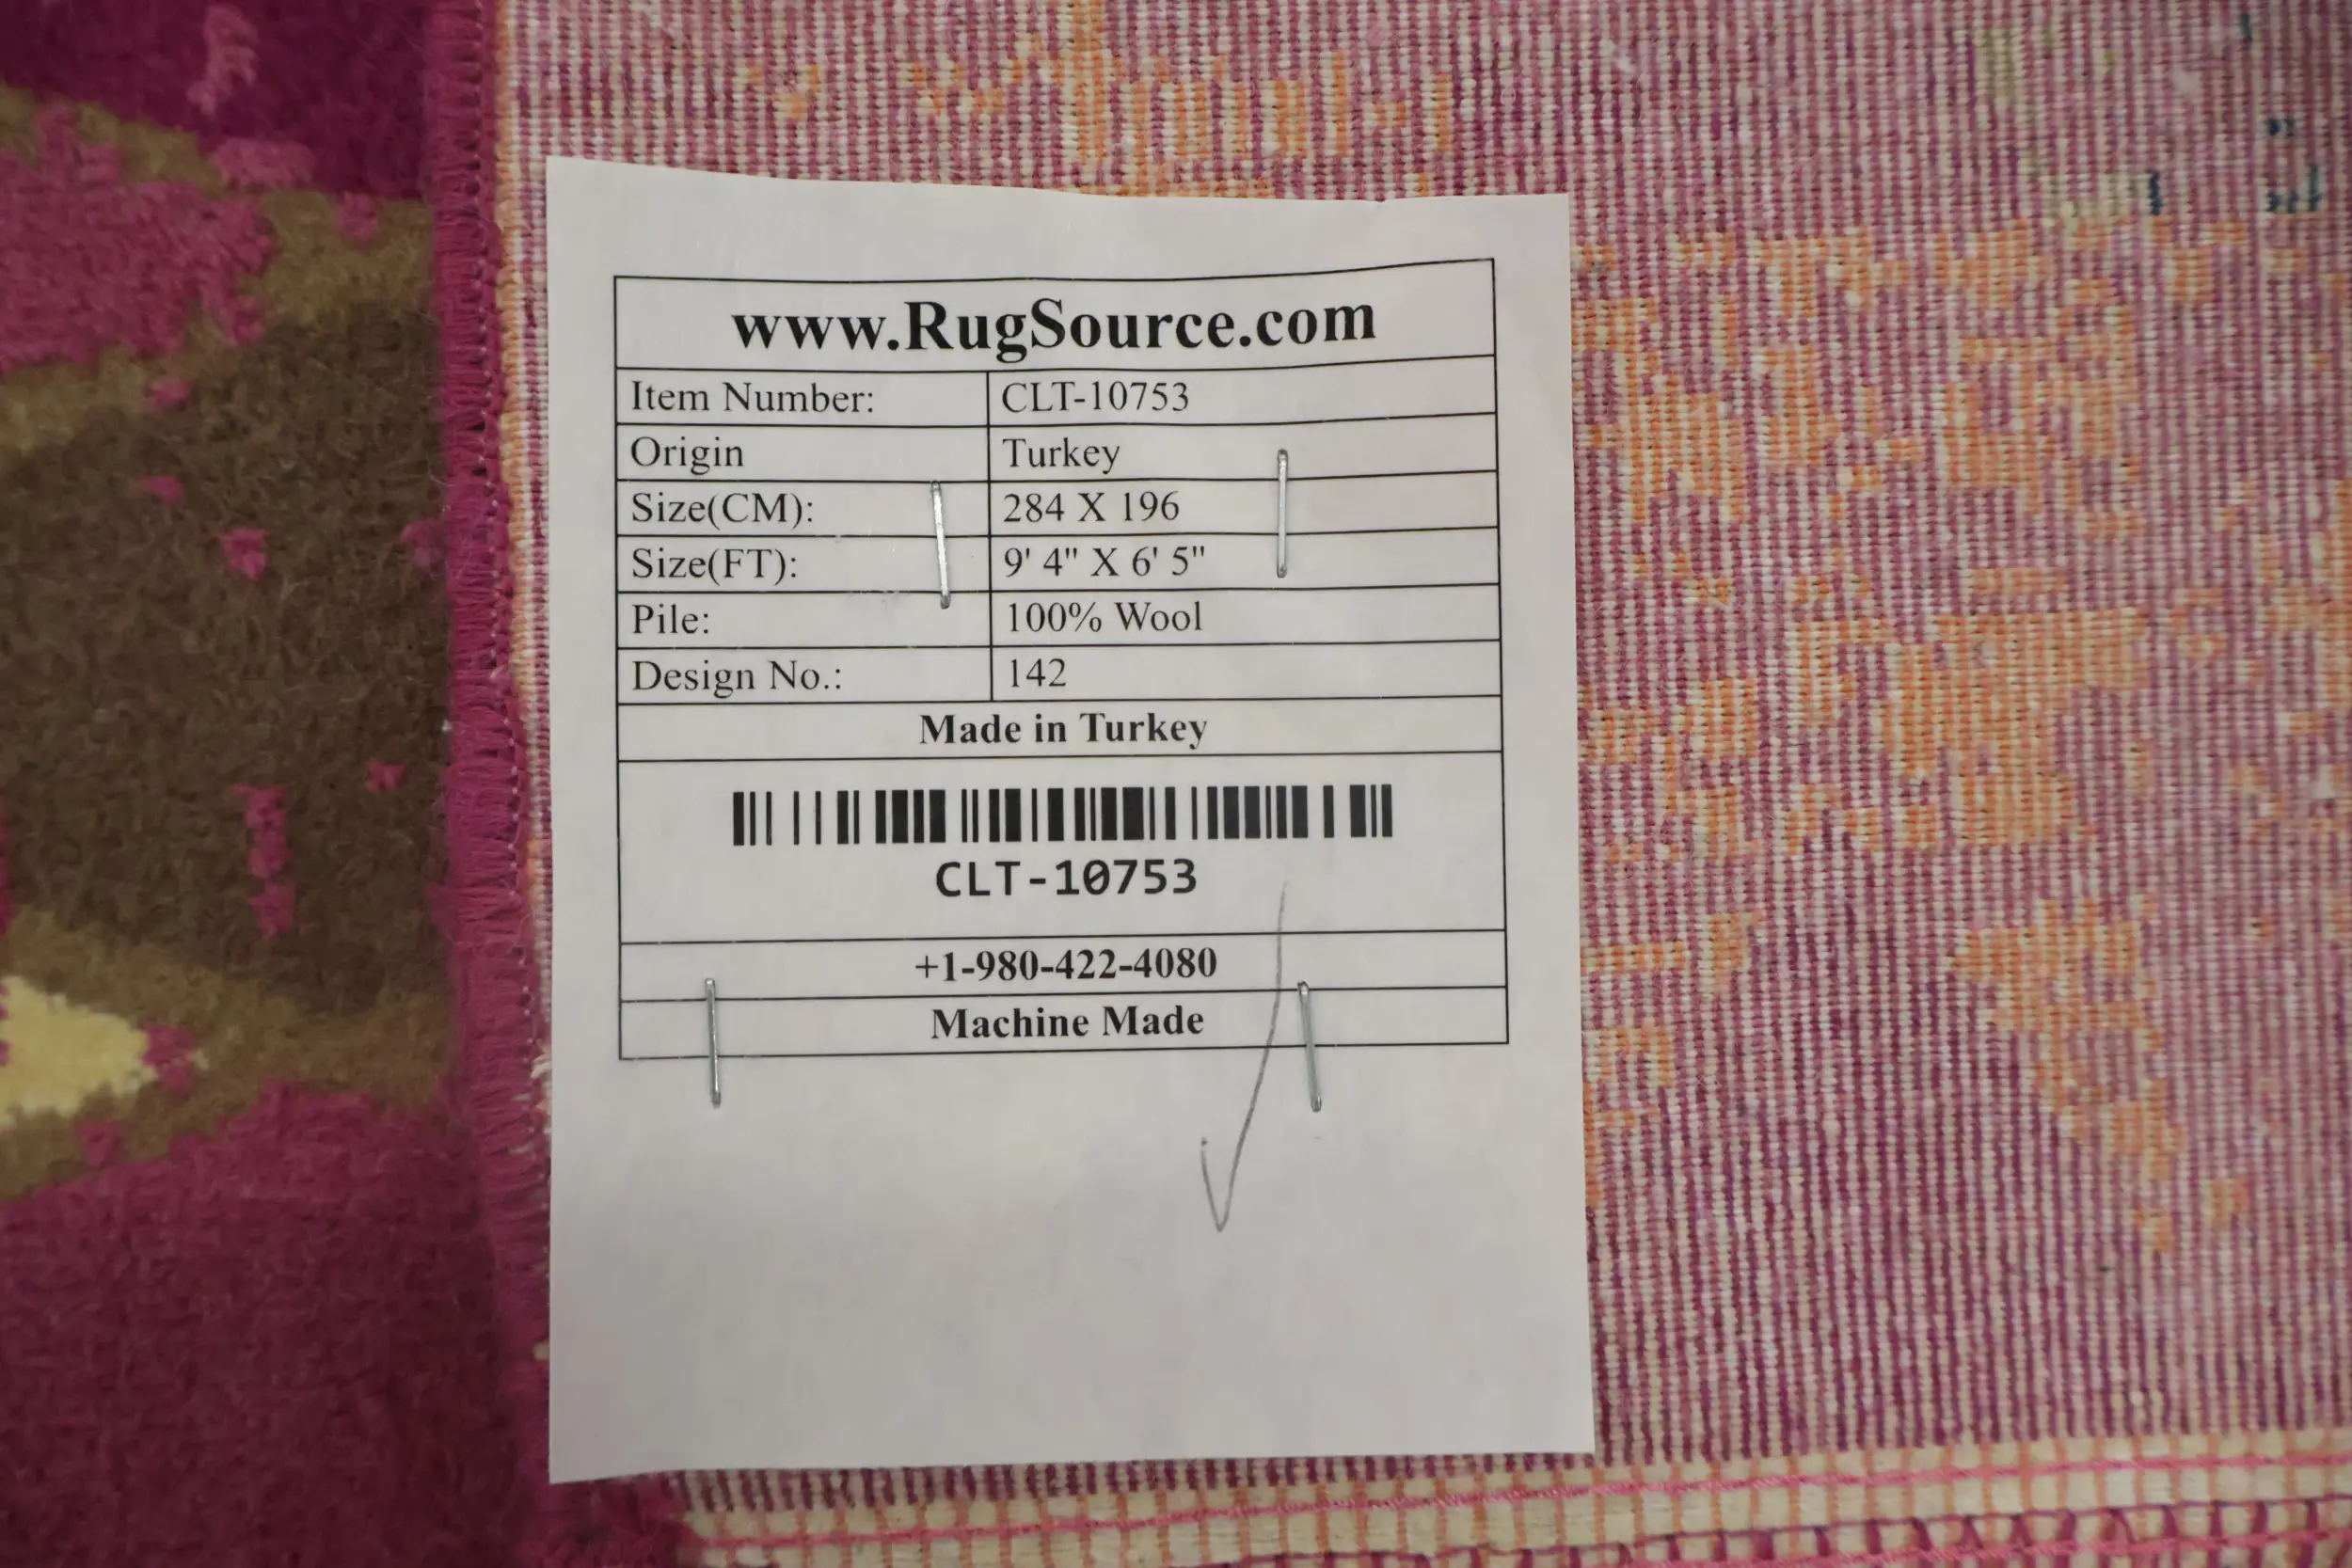 www.RugSource.com
Item Number: CLT-10753
Origin Turkey
Size(CM): 284 X 196
Size(FT): 9' 4" X 6' 5"
Pile: 100% Wool
Design No.: 142
Made in Turkey
CLT-10753
+1-980-422-4080
Machine Made